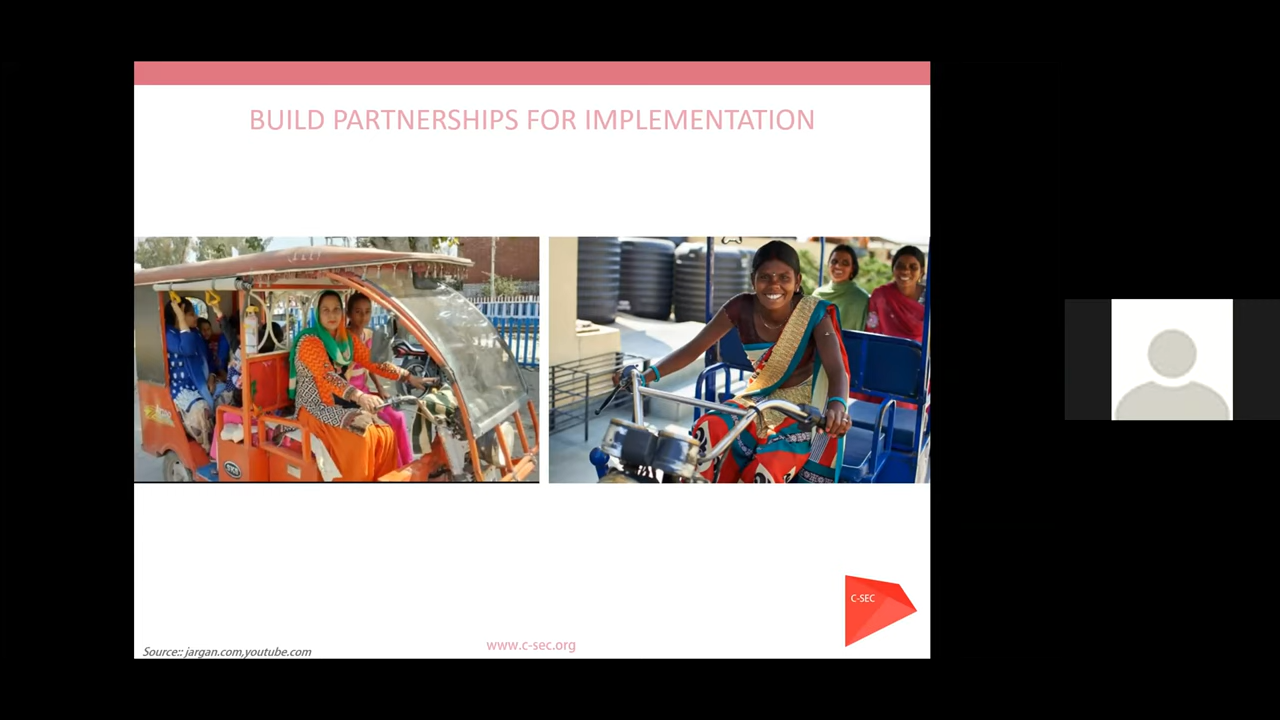 BUILD PARTNERSHIPS FOR IMPLEMENTATION
C-SEC
www.c-sec.org
Source:: jargan.com,youtube.com